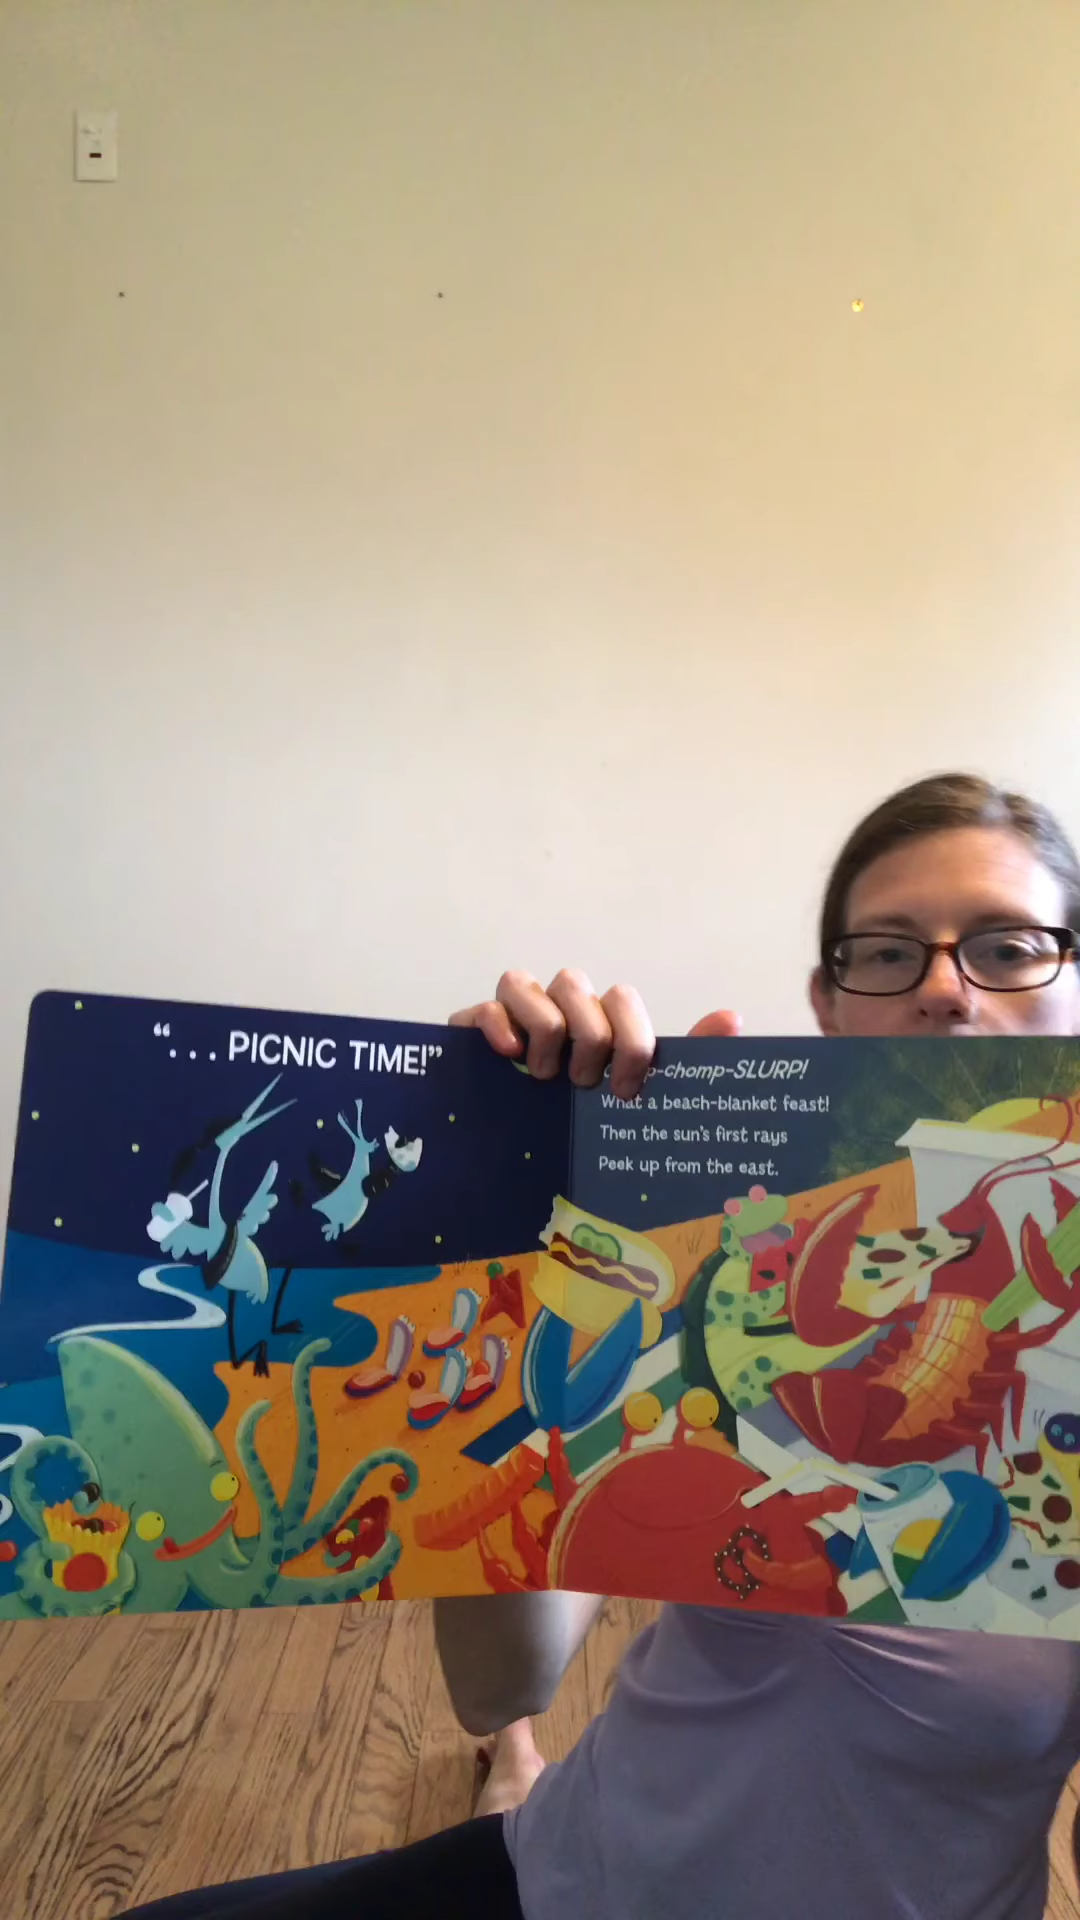 “... PICNIC TIME!”
-chomp-SLURP!
What a beach-blanket feast!
Then the sun's first rays
Peek up from the east.